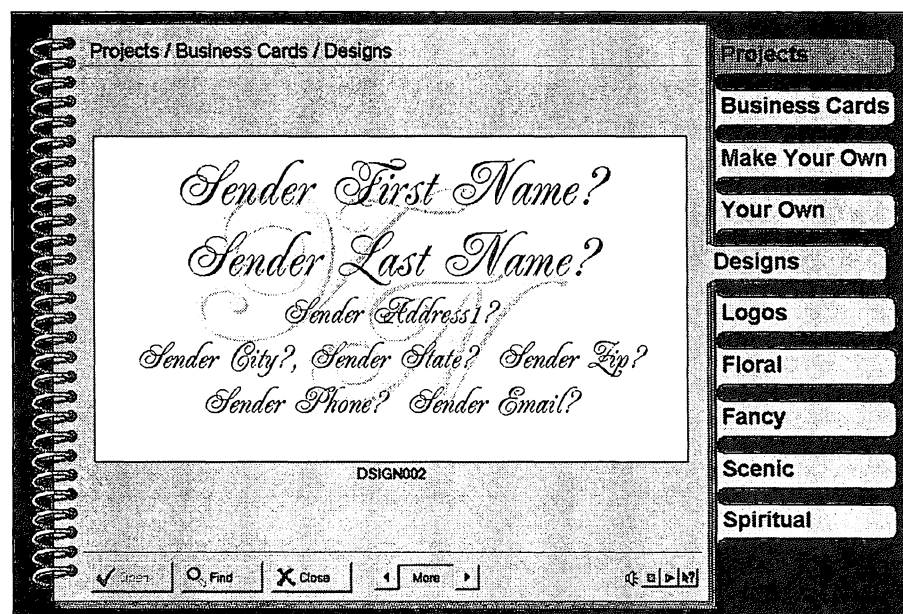 Projects / Business Cards / Designs
Sender First Name?
Sender Last Name?
Sender Address1?
Sender City?, Sender State? Sender Zip?
Sender Phone? Sender Email?
DSIGN002
Open
Find
Close
More
Projects
Business Cards
Make Your Own
Your Own
Designs
Logos
Floral
Fancy
Scenic
Spiritual